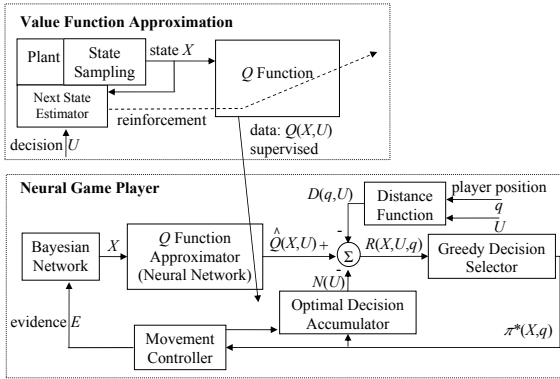 Value Function Approximation
Plant
State
Sampling
state X
Q Function
Next State
Estimator
reinforcement
decision U
data: Q(X,U)
supervised
Neural Game Player
D(q,U)
Distance
Function
player position
q
U
Bayesian
Network
X
Q Function
Approximator
(Neural Network)
^
Q(X,U) +
-
Σ
-
R(X,U,q)
Greedy Decision
Selector
N(U)
evidence E
Optimal Decision
Accumulator
Movement
Controller
π*(X,q)